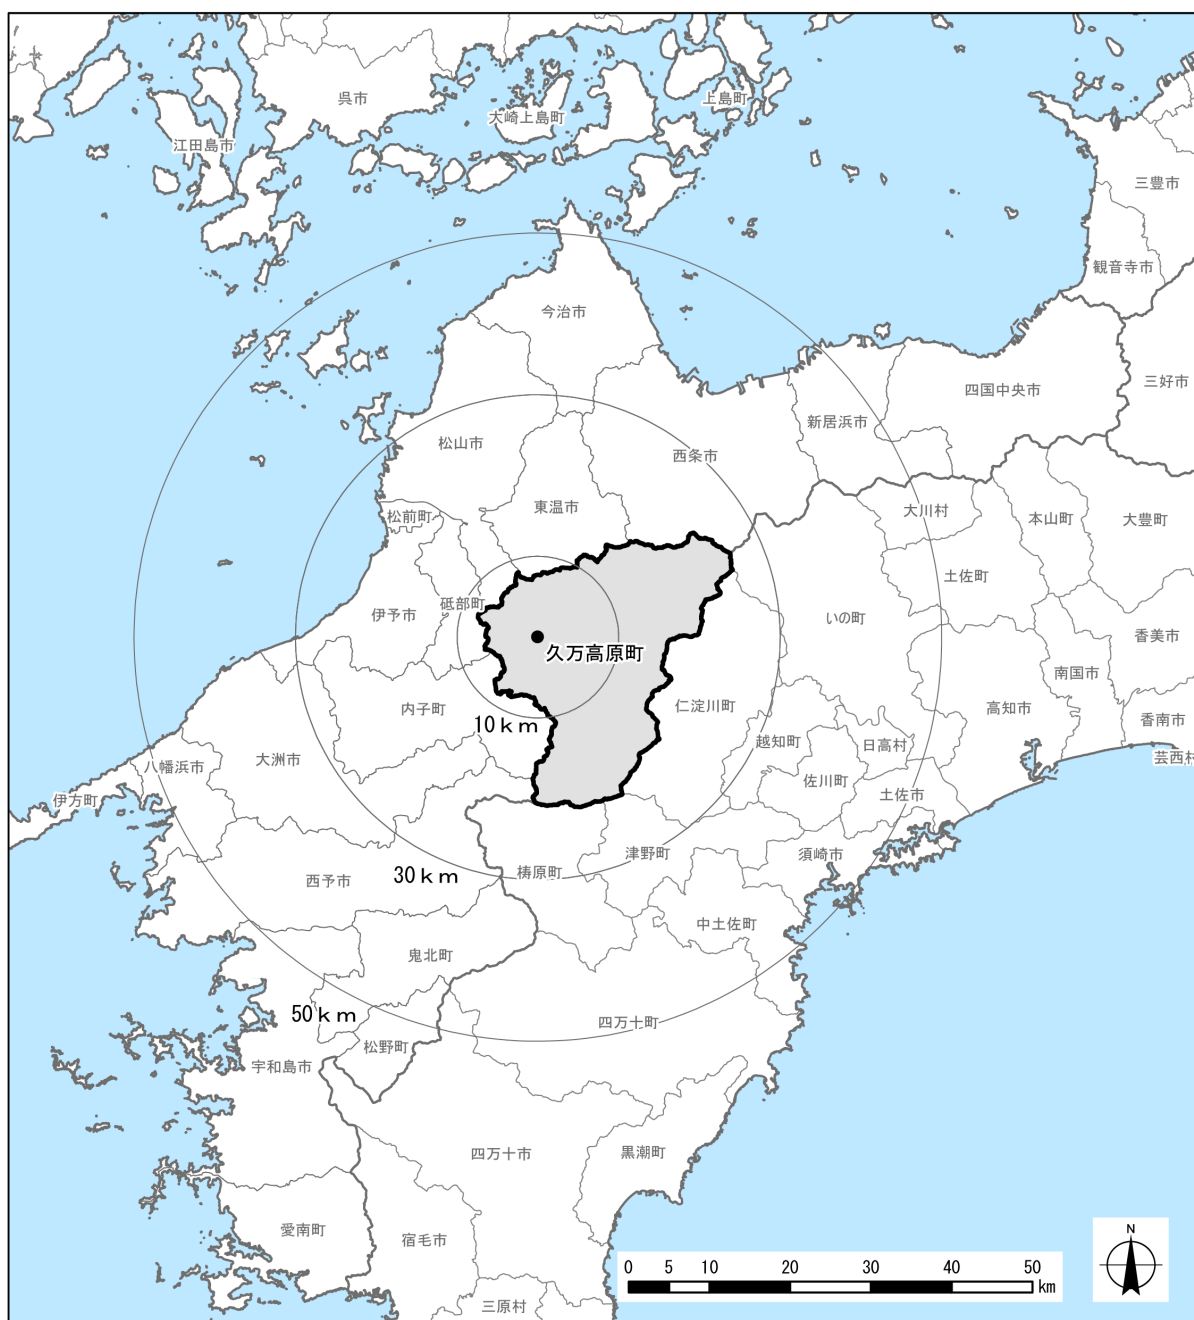 呉市
上島町
大崎上島町
江田島市
三豊市
観音寺市
今治市
三好市
四国中央市
新居浜市
松山市
西条市
東温市
大川村
松前町
本山町
大豊町
土佐町
砥部町
伊予市
いの町
香美市
久万高原町
南国市
仁淀川町
内子町
高知市
香南市
10km
越知町
日高村
芸西村
大洲市
八幡浜市
佐川町
土佐市
伊方町
津野町
須崎市
梼原町
30km
西予市
中土佐町
鬼北町
50km
四万十町
松野町
宇和島市
四万十市
黒潮町
愛南町
宿毛市
三原村
N
0 5 10 20 30 40 50
km